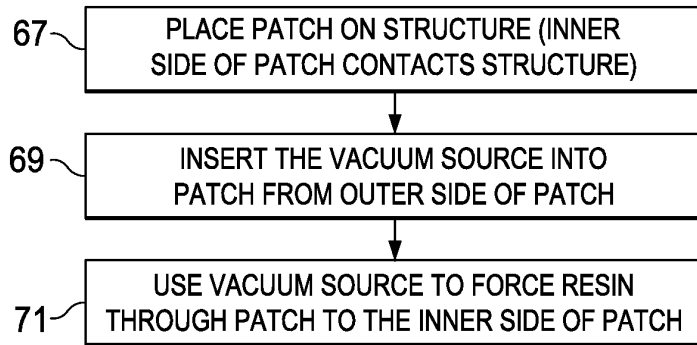 67
PLACE PATCH ON STRUCTURE (INNER
SIDE OF PATCH CONTACTS STRUCTURE)
69
INSERT THE VACUUM SOURCE INTO
PATCH FROM OUTER SIDE OF PATCH
71
USE VACUUM SOURCE TO FORCE RESIN
THROUGH PATCH TO THE INNER SIDE OF PATCH